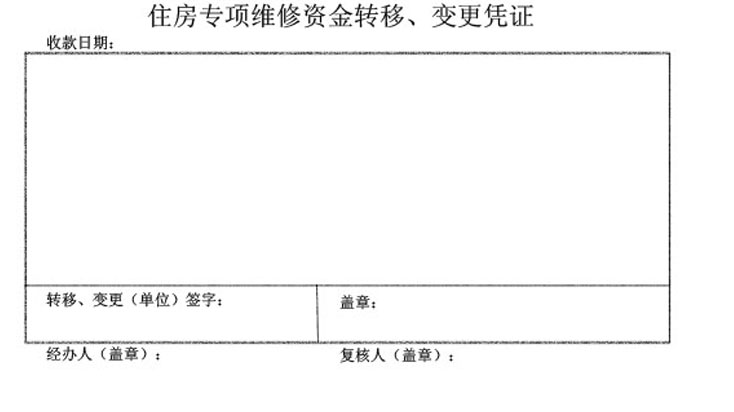 住房专项维修资金转移、变更凭证
收款日期：
转移、变更（单位）签字： 盖章：
经办人（盖章）： 复核人（盖章）：